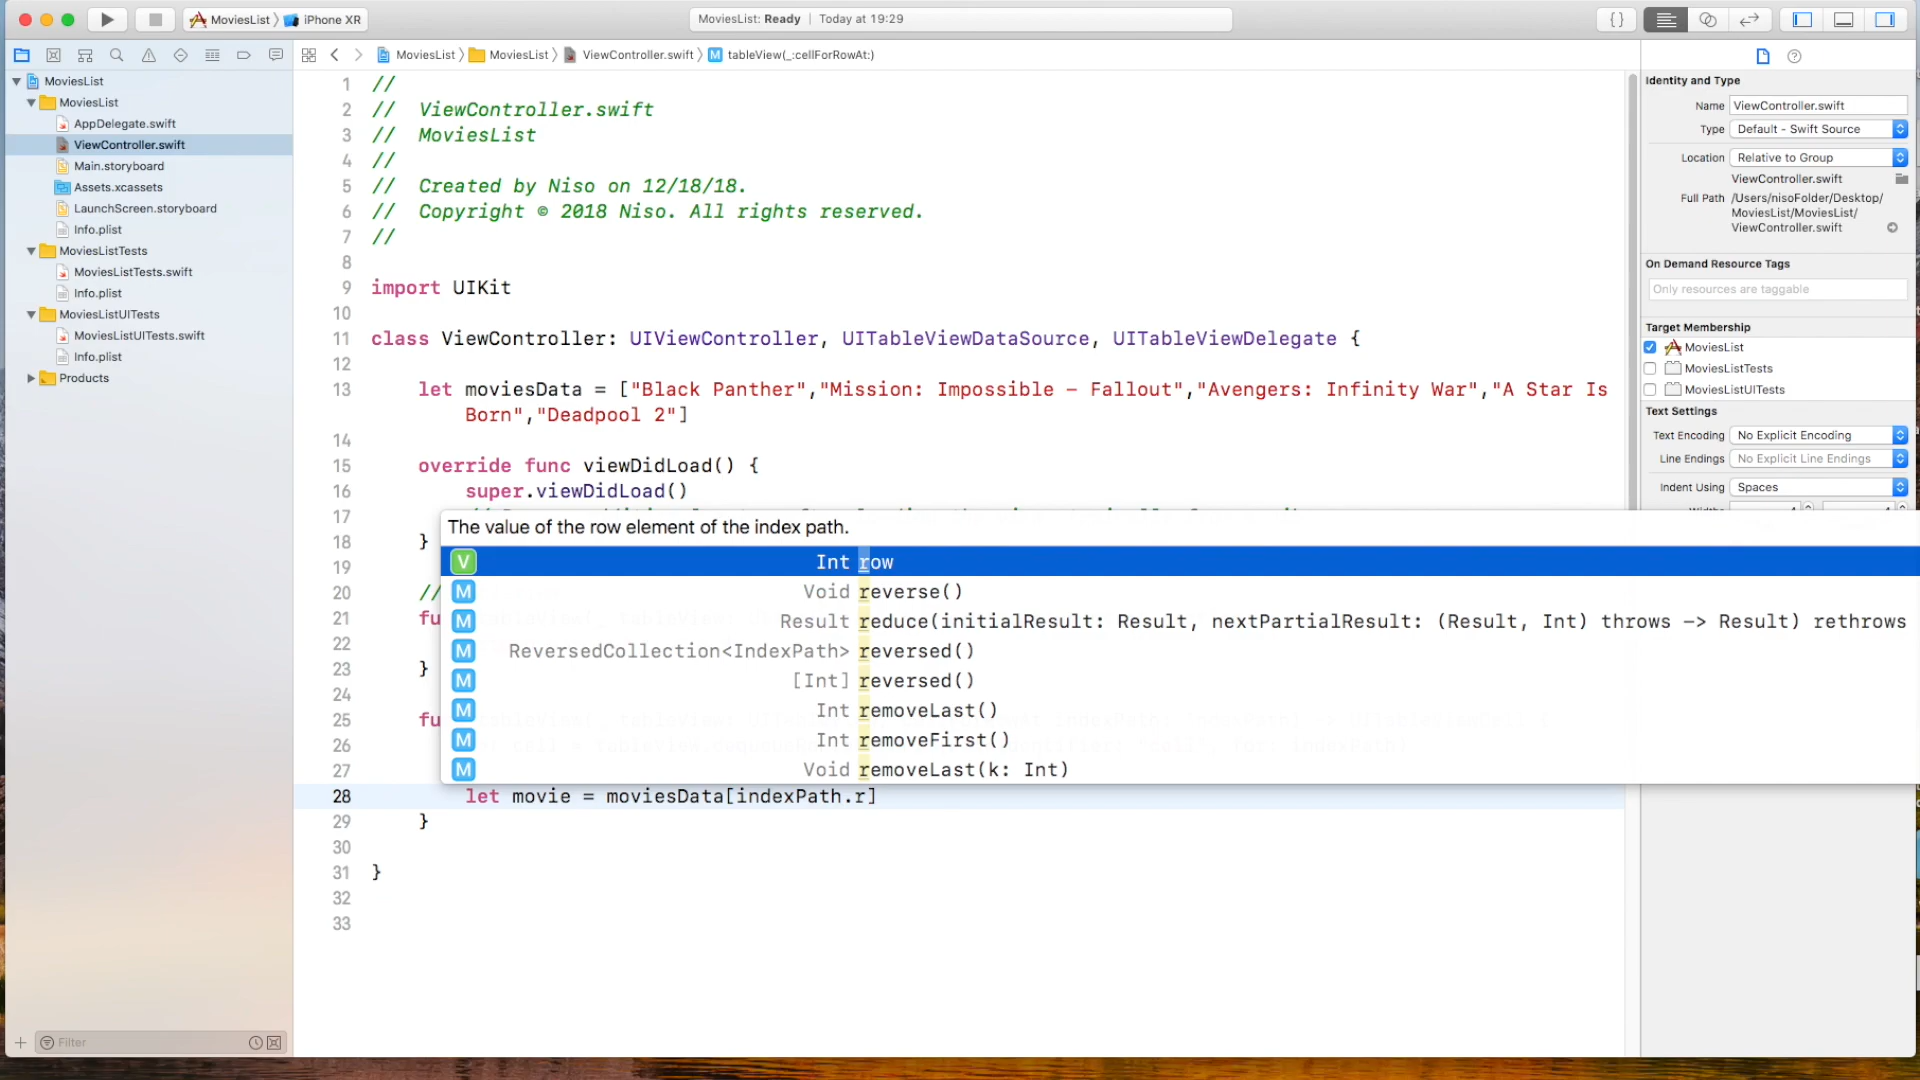 MoviesList
iPhone XR
MoviesList: Ready | Today at 19:29
{ }
MoviesList
MoviesList
ViewController.swift
M tableView(_:cellForRowAt:)
MoviesList
MoviesList
AppDelegate.swift
ViewController.swift
Main.storyboard
Assets.xcassets
LaunchScreen.storyboard
Info.plist
MoviesListTests
MoviesListTests.swift
Info.plist
MoviesListUITests
MoviesListUITests.swift
Info.plist
Products
Filter
1 //
2 // ViewController.swift
3 // MoviesList
4 //
5 // Created by Niso on 12/18/18.
6 // Copyright © 2018 Niso. All rights reserved.
7 //
8
9 import UIKit
10
11 class ViewController: UIViewController, UITableViewDataSource, UITableViewDelegate {
12
13 let moviesData = ["Black Panther","Mission: Impossible – Fallout","Avengers: Infinity War","A Star Is
Born","Deadpool 2"]
14
15 override func viewDidLoad() {
16 super.viewDidLoad()
17
18 }
19
20 //
21 fu
22
23 }
24
25 fu
26
27
28 let movie = moviesData[indexPath.r]
29 }
30
31 }
32
33
The value of the row element of the index path.
V Int row
M Void reverse()
M Result reduce(initialResult: Result, nextPartialResult: (Result, Int) throws -> Result) rethrows
M ReversedCollection<IndexPath> reversed()
M [Int] reversed()
M Int removeLast()
M Int removeFirst()
M Void removeLast(k: Int)
Identity and Type
Name ViewController.swift
Type Default - Swift Source
Location Relative to Group
ViewController.swift
Full Path /Users/nisoFolder/Desktop/
MoviesList/MoviesList/
ViewController.swift
On Demand Resource Tags
Only resources are taggable
Target Membership
MoviesList
MoviesListTests
MoviesListUITests
Text Settings
Text Encoding No Explicit Encoding
Line Endings No Explicit Line Endings
Indent Using Spaces